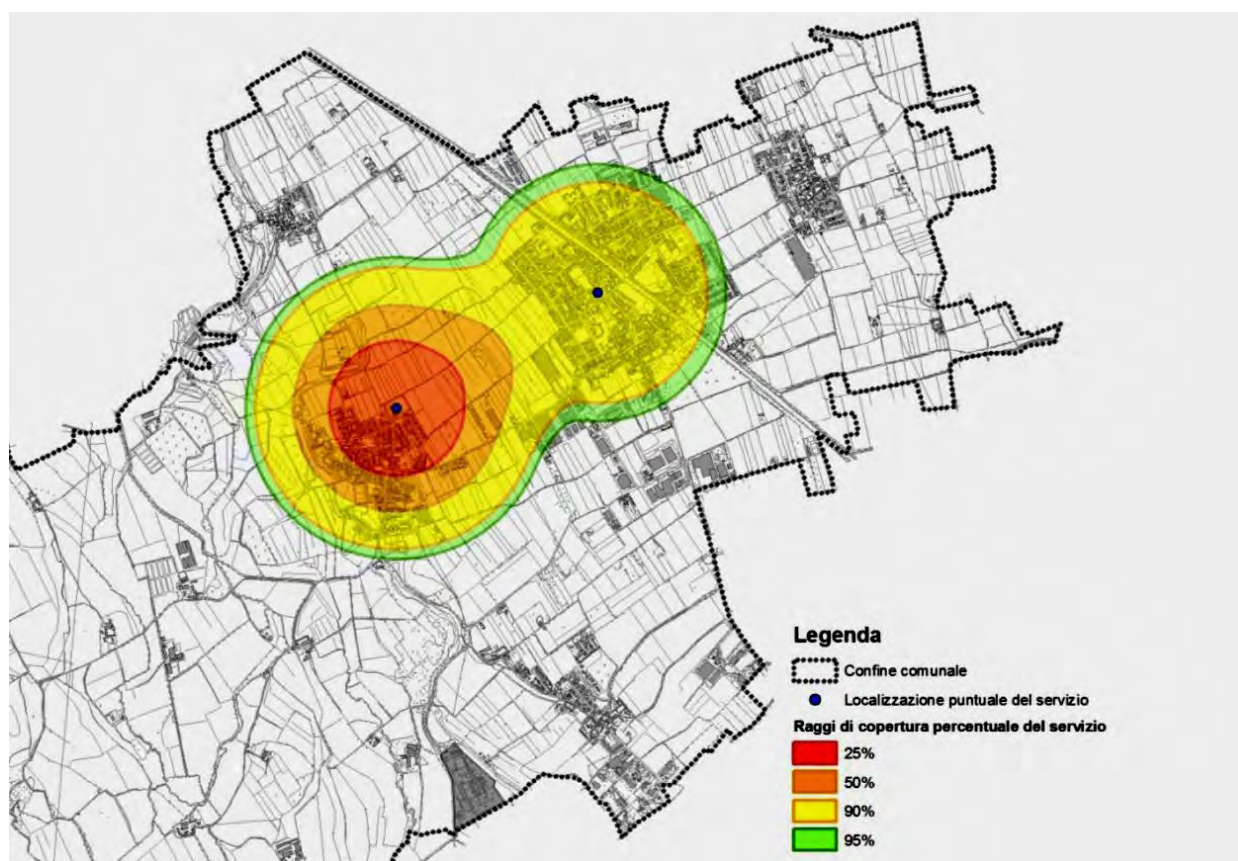 Legenda
Confine comunale
Localizzazione puntuale del servizio
Raggi di copertura percentuale del servizio
25%
50%
90%
95%